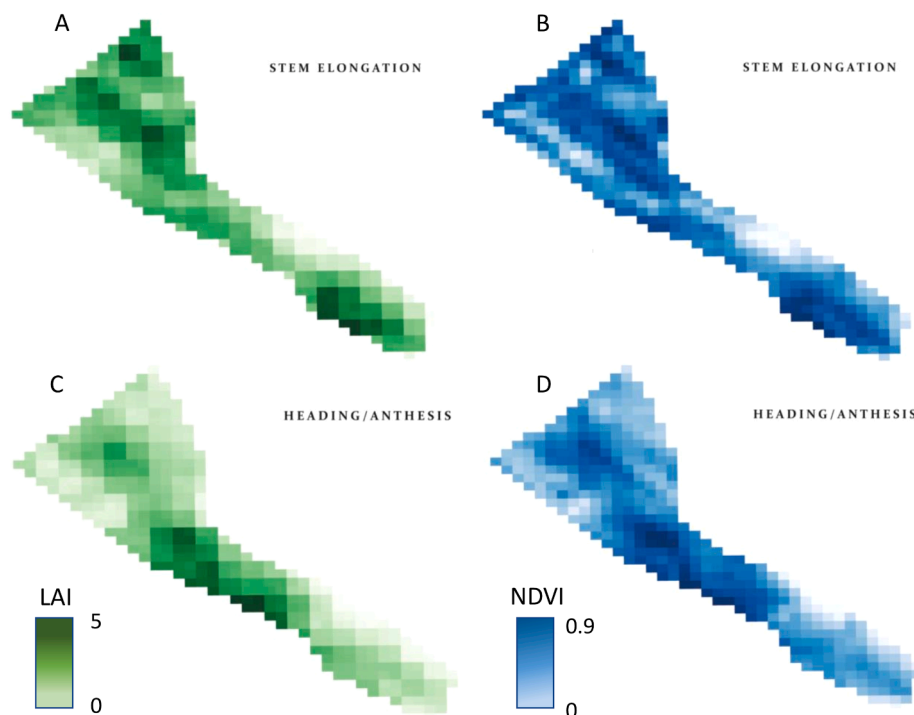 A
B
STEM ELONGATION
STEM ELONGATION
C
D
HEADING/ANTHESIS
HEADING/ANTHESIS
LAI
5
0
NDVI
0.9
0